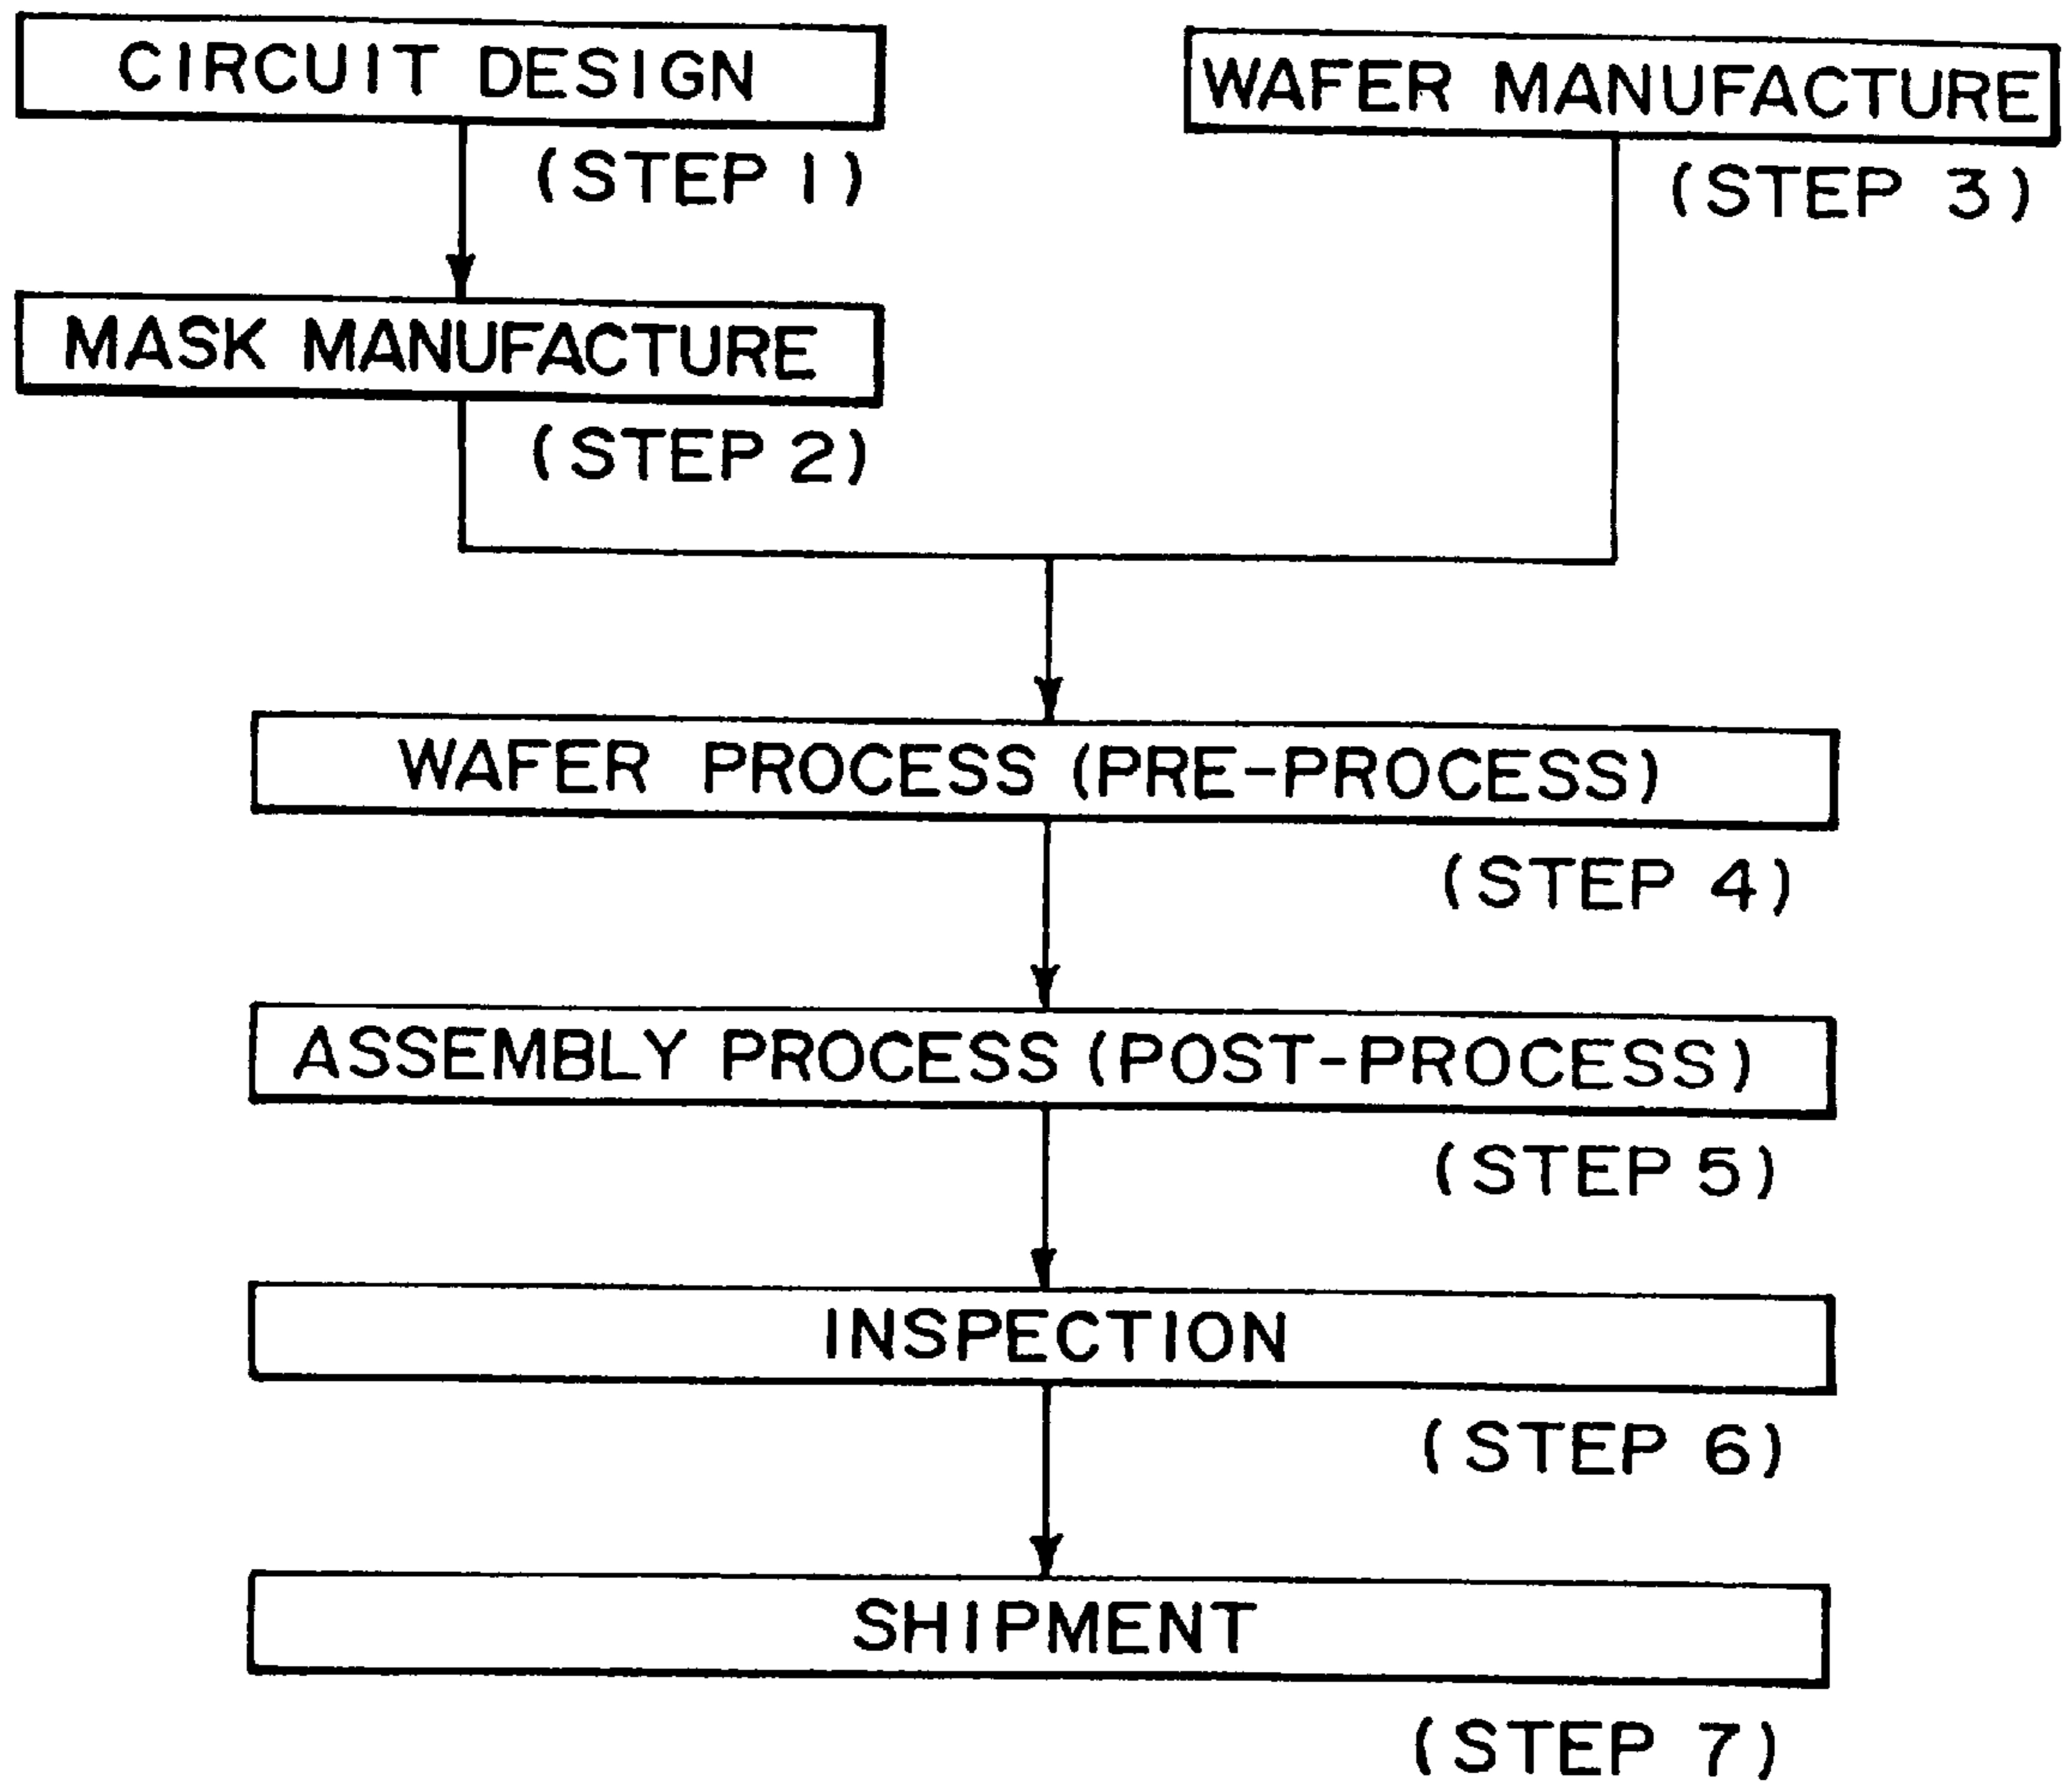 CIRCUIT DESIGN
(STEP 1)
WAFER MANUFACTURE
(STEP 3)
MASK MANUFACTURE
(STEP 2)
WAFER PROCESS (PRE-PROCESS)
(STEP 4)
ASSEMBLY PROCESS (POST-PROCESS)
(STEP 5)
INSPECTION
(STEP 6)
SHIPMENT
(STEP 7)